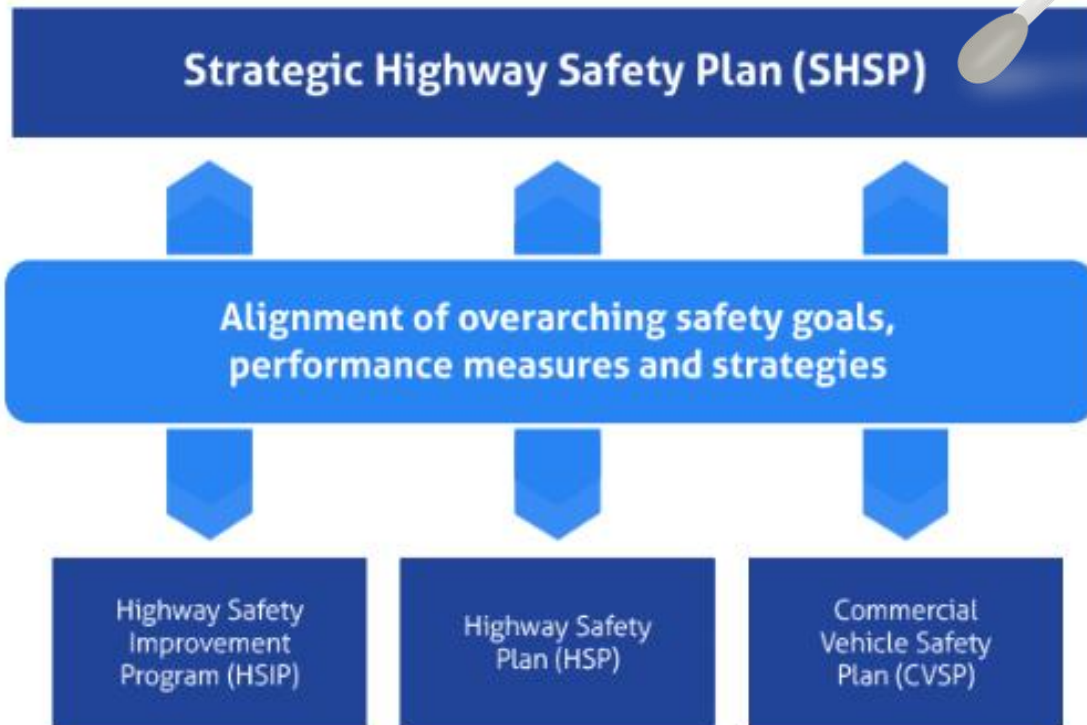 Strategic Highway Safety Plan (SHSP)
Alignment of overarching safety goals,
performance measures and strategies
Highway Safety
Improvement
Program (HSIP)
Highway Safety
Plan (HSP)
Commercial
Vehicle Safety
Plan (CVSP)